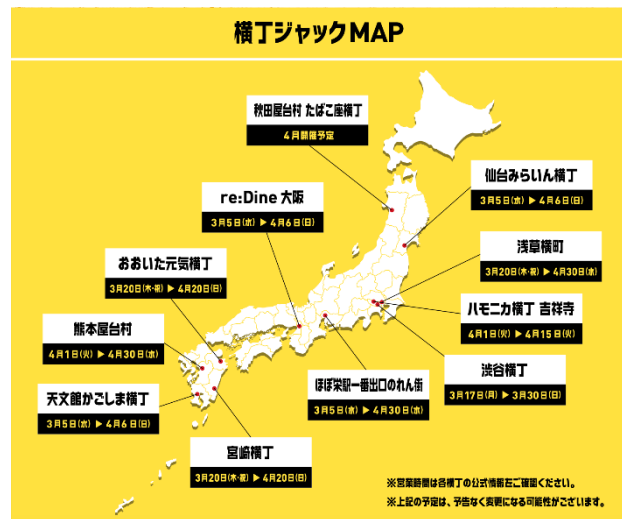 横丁ジャックMAP
秋田屋台村 たばこ座横丁
4月開催予定
仙台みらいん横丁
3月5日(水) ▶ 4月6日(日)
re:Dine 大阪
3月5日(水) ▶ 4月6日(日)
浅草横町
3月20日(木・祝) ▶ 4月30日(水)
おおいた元気横丁
3月20日(木・祝) ▶ 4月20日(日)
ハモニカ横丁 吉祥寺
4月1日(火) ▶ 4月15日(火)
熊本屋台村
4月1日(火) ▶ 4月30日(水)
渋谷横丁
3月17日(月) ▶ 3月30日(日)
ほぼ栄駅一番出口のれん街
3月5日(水) ▶ 4月30日(水)
天文館かごしま横丁
3月5日(水) ▶ 4月6日(日)
宮崎横丁
3月20日(木・祝) ▶ 4月20日(日)
※営業時間は各横丁の公式情報をご確認ください。
※上記の予定は、予告なく変更になる可能性がございます。